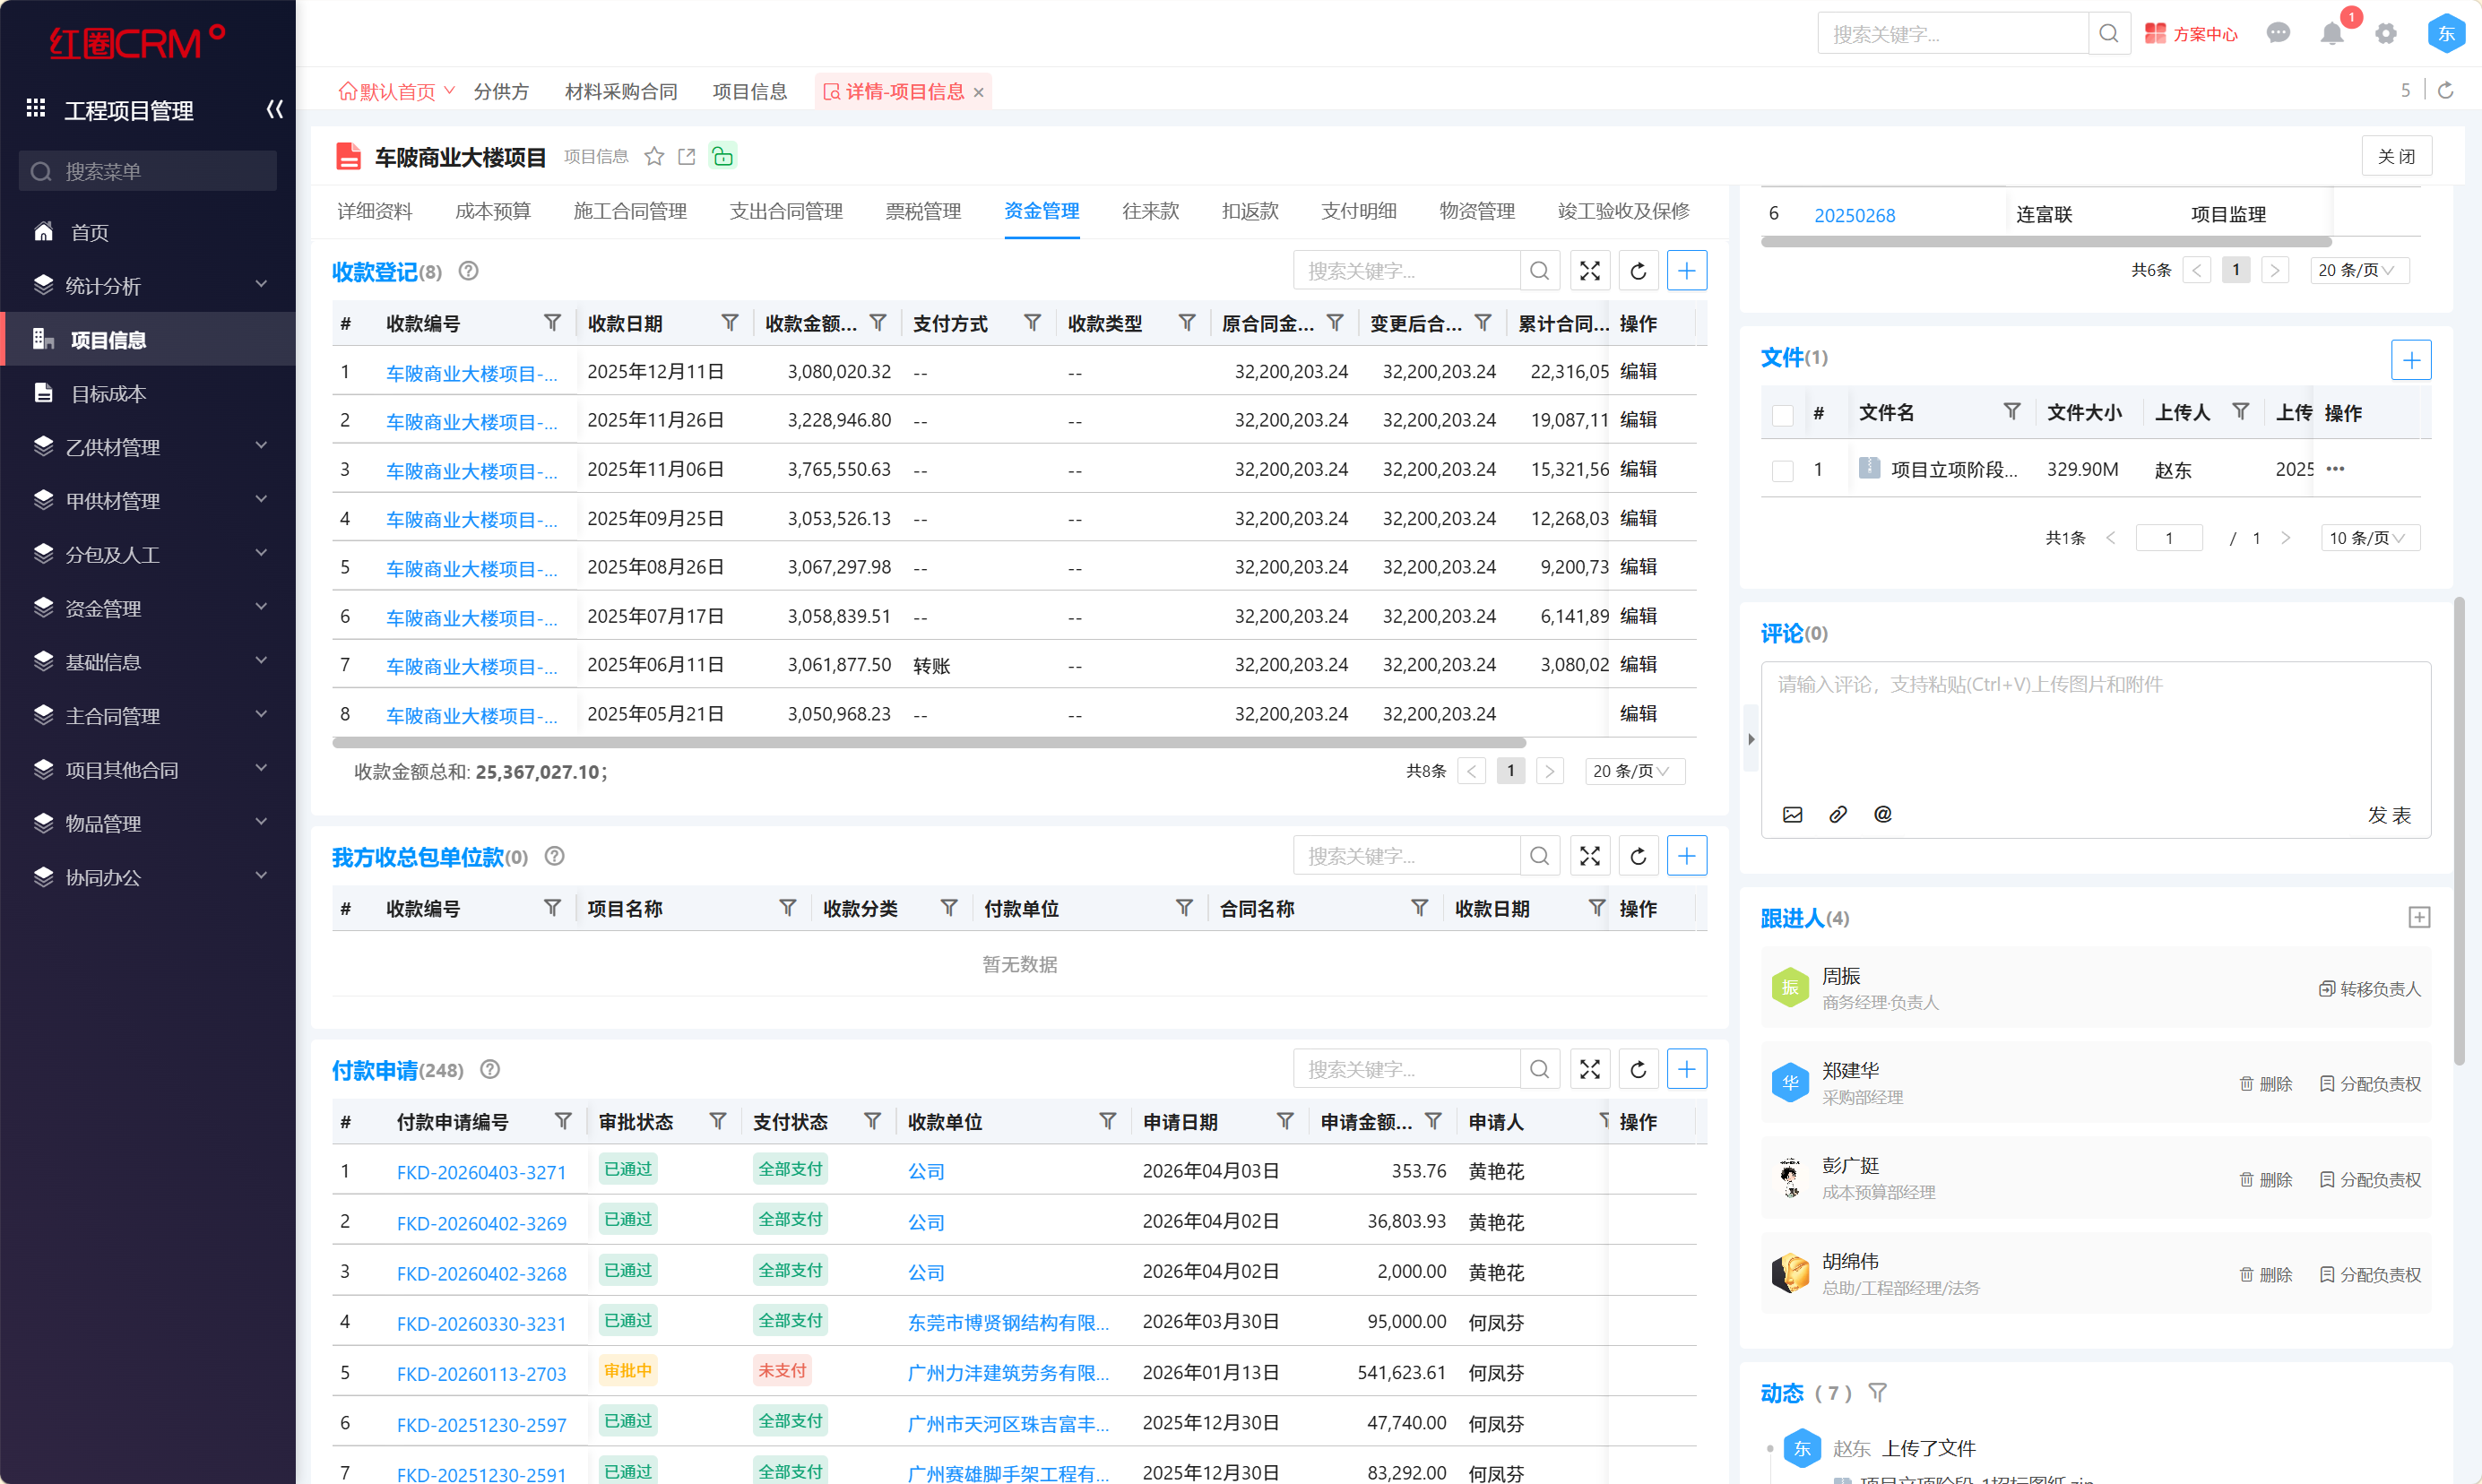 红圈CRM
搜索关键字...
方案中心
1
东
工程项目管理
搜索菜单
首页
统计分析
项目信息
目标成本
乙供材管理
甲供材管理
分包及人工
资金管理
基础信息
主合同管理
项目其他合同
物品管理
协同办公
默认首页 分供方 材料采购合同 项目信息 详情-项目信息 × 5
车陂商业大楼项目 项目信息 关 闭
详细资料 成本预算 施工合同管理 支出合同管理 票税管理 资金管理 往来款 扣返款 支付明细 物资管理 竣工验收及保修
收款登记(8) 搜索关键字...
# 收款编号 收款日期 收款金额... 支付方式 收款类型 原合同金... 变更后合... 累计合同... 操作
1 车陂商业大楼项目-... 2025年12月11日 3,080,020.32 -- -- 32,200,203.24 32,200,203.24 22,316,05 编辑
2 车陂商业大楼项目-... 2025年11月26日 3,228,946.80 -- -- 32,200,203.24 32,200,203.24 19,087,11 编辑
3 车陂商业大楼项目-... 2025年11月06日 3,765,550.63 -- -- 32,200,203.24 32,200,203.24 15,321,56 编辑
4 车陂商业大楼项目-... 2025年09月25日 3,053,526.13 -- -- 32,200,203.24 32,200,203.24 12,268,03 编辑
5 车陂商业大楼项目-... 2025年08月26日 3,067,297.98 -- -- 32,200,203.24 32,200,203.24 9,200,73 编辑
6 车陂商业大楼项目-... 2025年07月17日 3,058,839.51 -- -- 32,200,203.24 32,200,203.24 6,141,89 编辑
7 车陂商业大楼项目-... 2025年06月11日 3,061,877.50 转账 -- 32,200,203.24 32,200,203.24 3,080,02 编辑
8 车陂商业大楼项目-... 2025年05月21日 3,050,968.23 -- -- 32,200,203.24 32,200,203.24 编辑
收款金额总和: 25,367,027.10; 共8条 < 1 > 20 条/页
我方收总包单位款(0) 搜索关键字...
# 收款编号 项目名称 收款分类 付款单位 合同名称 收款日期 操作
暂无数据
付款申请(248) 搜索关键字...
# 付款申请编号 审批状态 支付状态 收款单位 申请日期 申请金额... 申请人 操作
1 FKD-20260403-3271 已通过 全部支付 公司 2026年04月03日 353.76 黄艳花
2 FKD-20260402-3269 已通过 全部支付 公司 2026年04月02日 36,803.93 黄艳花
3 FKD-20260402-3268 已通过 全部支付 公司 2026年04月02日 2,000.00 黄艳花
4 FKD-20260330-3231 已通过 全部支付 东莞市博贤钢结构有限... 2026年03月30日 95,000.00 何凤芬
5 FKD-20260113-2703 审批中 未支付 广州力沣建筑劳务有限... 2026年01月13日 541,623.61 何凤芬
6 FKD-20251230-2597 已通过 全部支付 广州市天河区珠吉富丰... 2025年12月30日 47,740.00 何凤芬
7 FKD-20251230-2591 已通过 全部支付 广州赛雄脚手架工程有... 2025年12月30日 83,292.00 何凤芬
6 20250268 连富联 项目监理
共6条 < 1 > 20 条/页
文件(1)
# 文件名 文件大小 上传人 上传 操作
1 项目立项阶段... 329.90M 赵东 2025 •••
共1条 < 1 / 1 > 10 条/页
评论(0)
请输入评论，支持粘贴(Ctrl+V)上传图片和附件
@ 发 表
跟进人(4)
振 周振
商务经理·负责人 转移负责人
华 郑建华
采购部经理 删除 分配负责权
彭广挺
成本预算部经理 删除 分配负责权
胡绵伟
总助/工程部经理/法务 删除 分配负责权
动态 ( 7 )
东 赵东 上传了文件
项目立项阶段-1招标图纸.zip